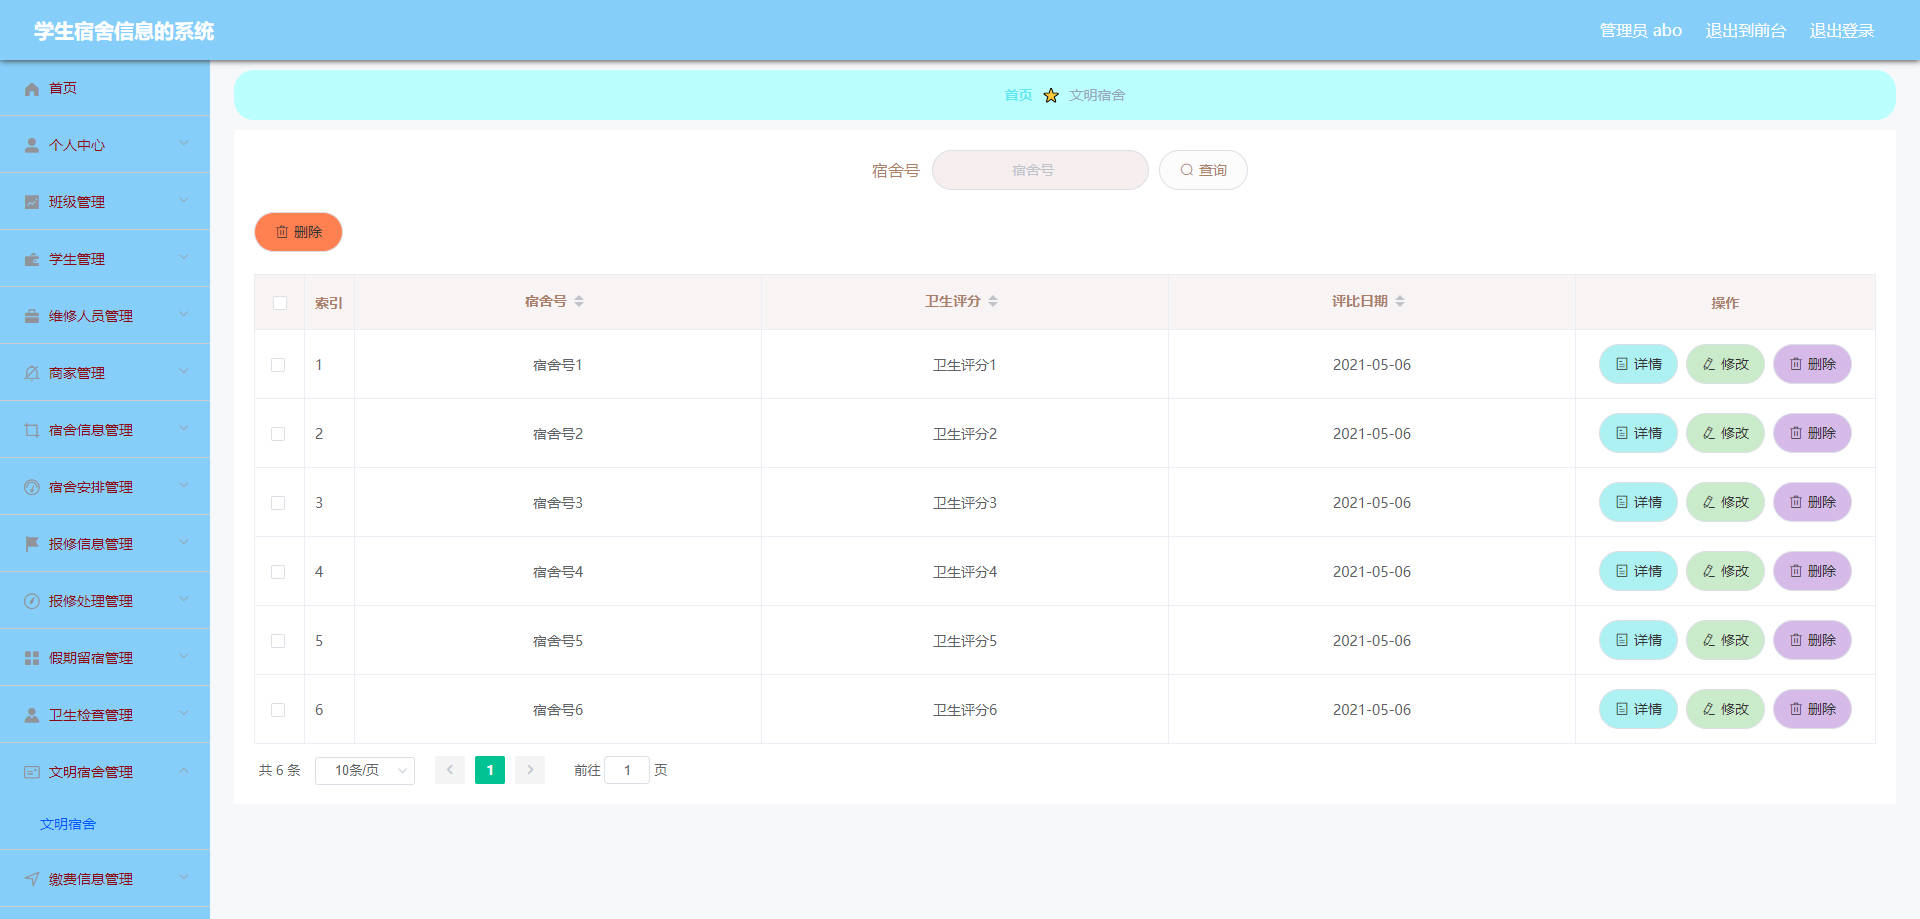 学生宿舍信息的系统
管理员 abo 退出到前台 退出登录
首页
个人中心
班级管理
学生管理
维修人员管理
商家管理
宿舍信息管理
宿舍安排管理
报修信息管理
报修处理管理
假期留宿管理
卫生检查管理
文明宿舍管理
文明宿舍
缴费信息管理
首页 文明宿舍
宿舍号 宿舍号 查询
删除
索引 宿舍号 卫生评分 评比日期 操作
1 宿舍号1 卫生评分1 2021-05-06 详情 修改 删除
2 宿舍号2 卫生评分2 2021-05-06 详情 修改 删除
3 宿舍号3 卫生评分3 2021-05-06 详情 修改 删除
4 宿舍号4 卫生评分4 2021-05-06 详情 修改 删除
5 宿舍号5 卫生评分5 2021-05-06 详情 修改 删除
6 宿舍号6 卫生评分6 2021-05-06 详情 修改 删除
共 6 条 10条/页 1 前往 1 页